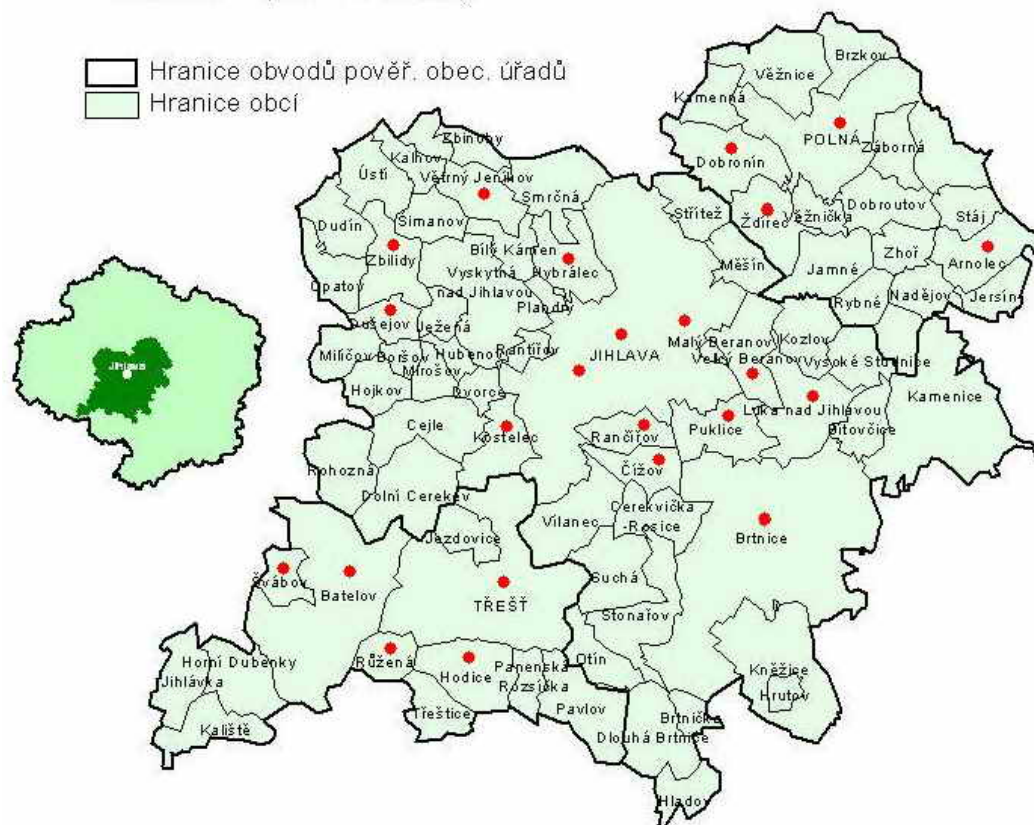 Hranice obvodů pověř. obec. úřadů
Hranice obcí
Brzkov
Věžnice
Kamenná
POLNÁ
Dobronín
Záborná
Zbinohy
Kalhov
Ústí
Větrný Jeníkov
Smrčná
Střítež
Ždírec
Věžnička
Dobroutov
Stáj
Dudín
Šimanov
Zbilidy
Bílý Kámen
Hybrálec
Vyskytná
nad Jihlavou
Měšín
Jamné
Zhoř
Arnolec
Opatov
Plandry
Rybné
Nadějov
Jersín
Dušejov
Ježená
Jihlava
Milíčov
Boršov
Hubenov
Rantířov
JIHLAVA
Malý Beranov
Kozlov
Mirošov
Velký Beranov
Vysoké Studnice
Hojkov
Dvorce
Kamenice
Cejle
Kostelec
Rančířov
Puklice
Luka nad Jihlavou
Bítovčice
Rohozná
Čížov
Dolní Cerekev
Vílanec
Cerekvička
-Rosice
Brtnice
Jezdovice
Švábov
Batelov
TŘEŠŤ
Suchá
Stonařov
Horní Dubenky
Růžená
Hodice
Panenská
Rozsíčka
Otín
Kněžice
Jihlávka
Hrutov
Třeštice
Pavlov
Brtnička
Kaliště
Dlouhá Brtnice
Hladov